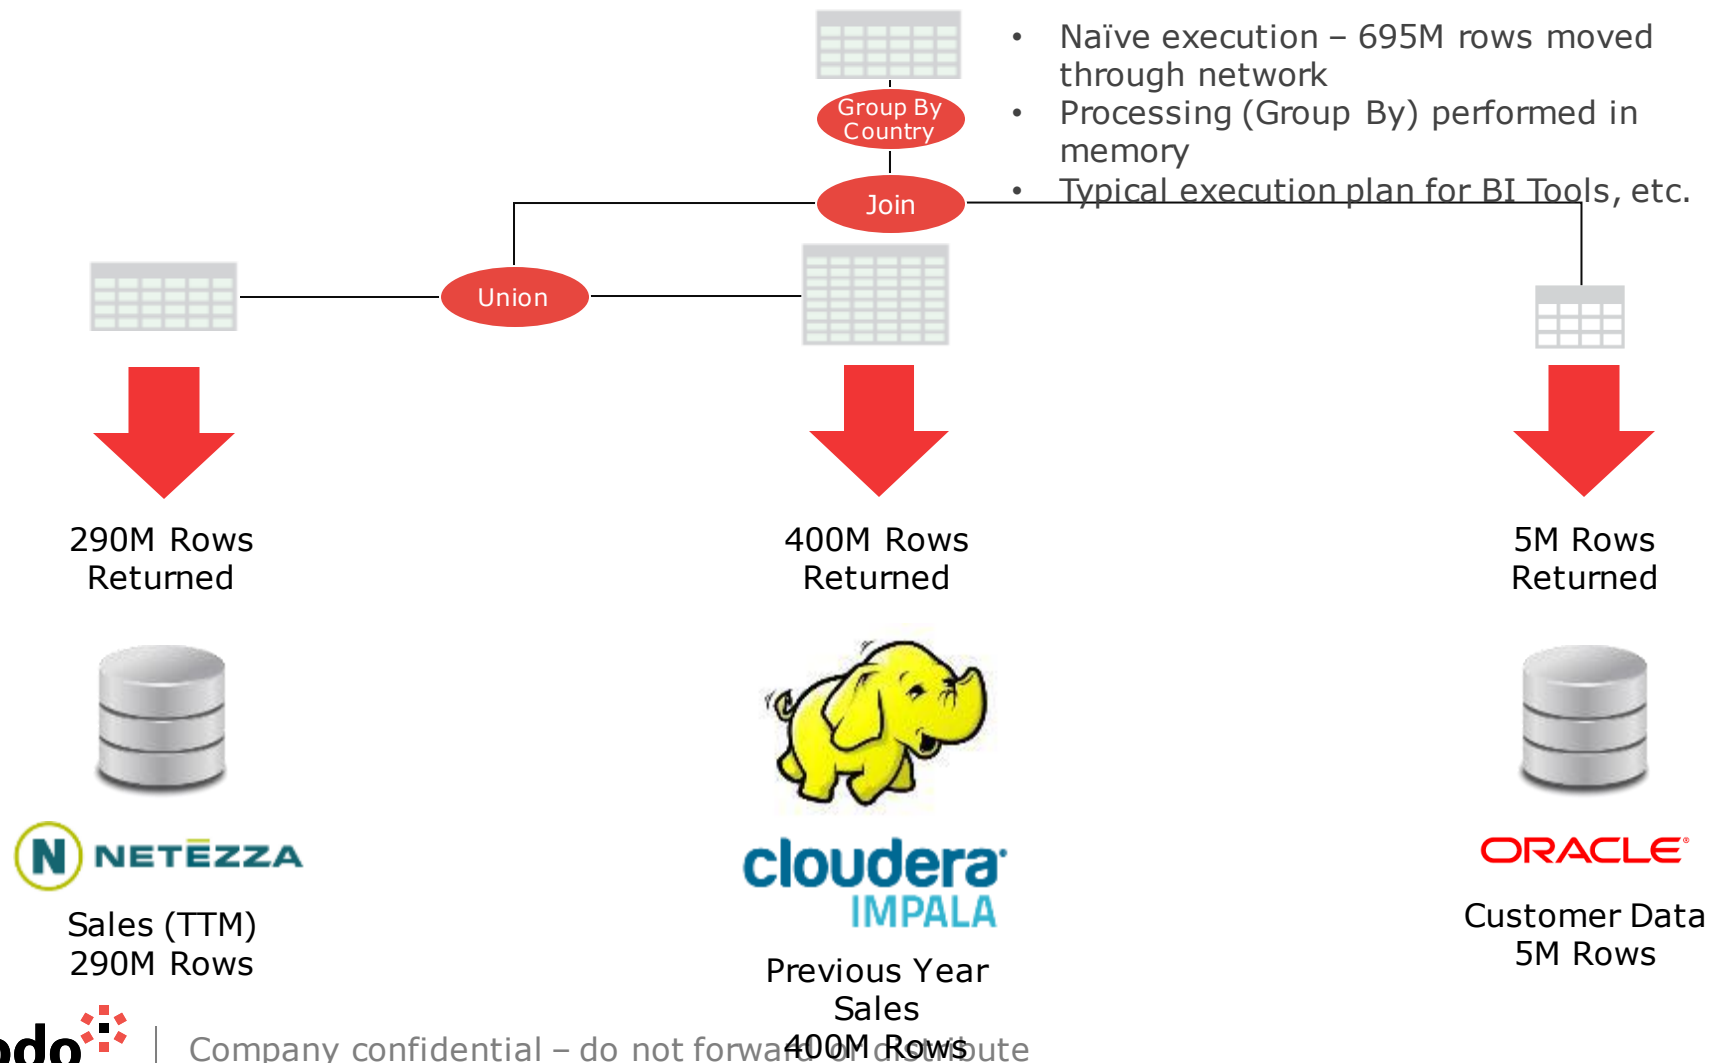 • Naïve execution – 695M rows moved
through network
• Processing (Group By) performed in
memory
• Typical execution plan for BI Tools, etc.
Group By
Country
Join
Union
290M Rows
Returned
400M Rows
Returned
5M Rows
Returned
N NETĒZZA
cloudera
IMPALA
ORACLE®
Sales (TTM)
290M Rows
Previous Year
Sales
400M Rows
Customer Data
5M Rows
odo
Company confidential – do not forward or distribute